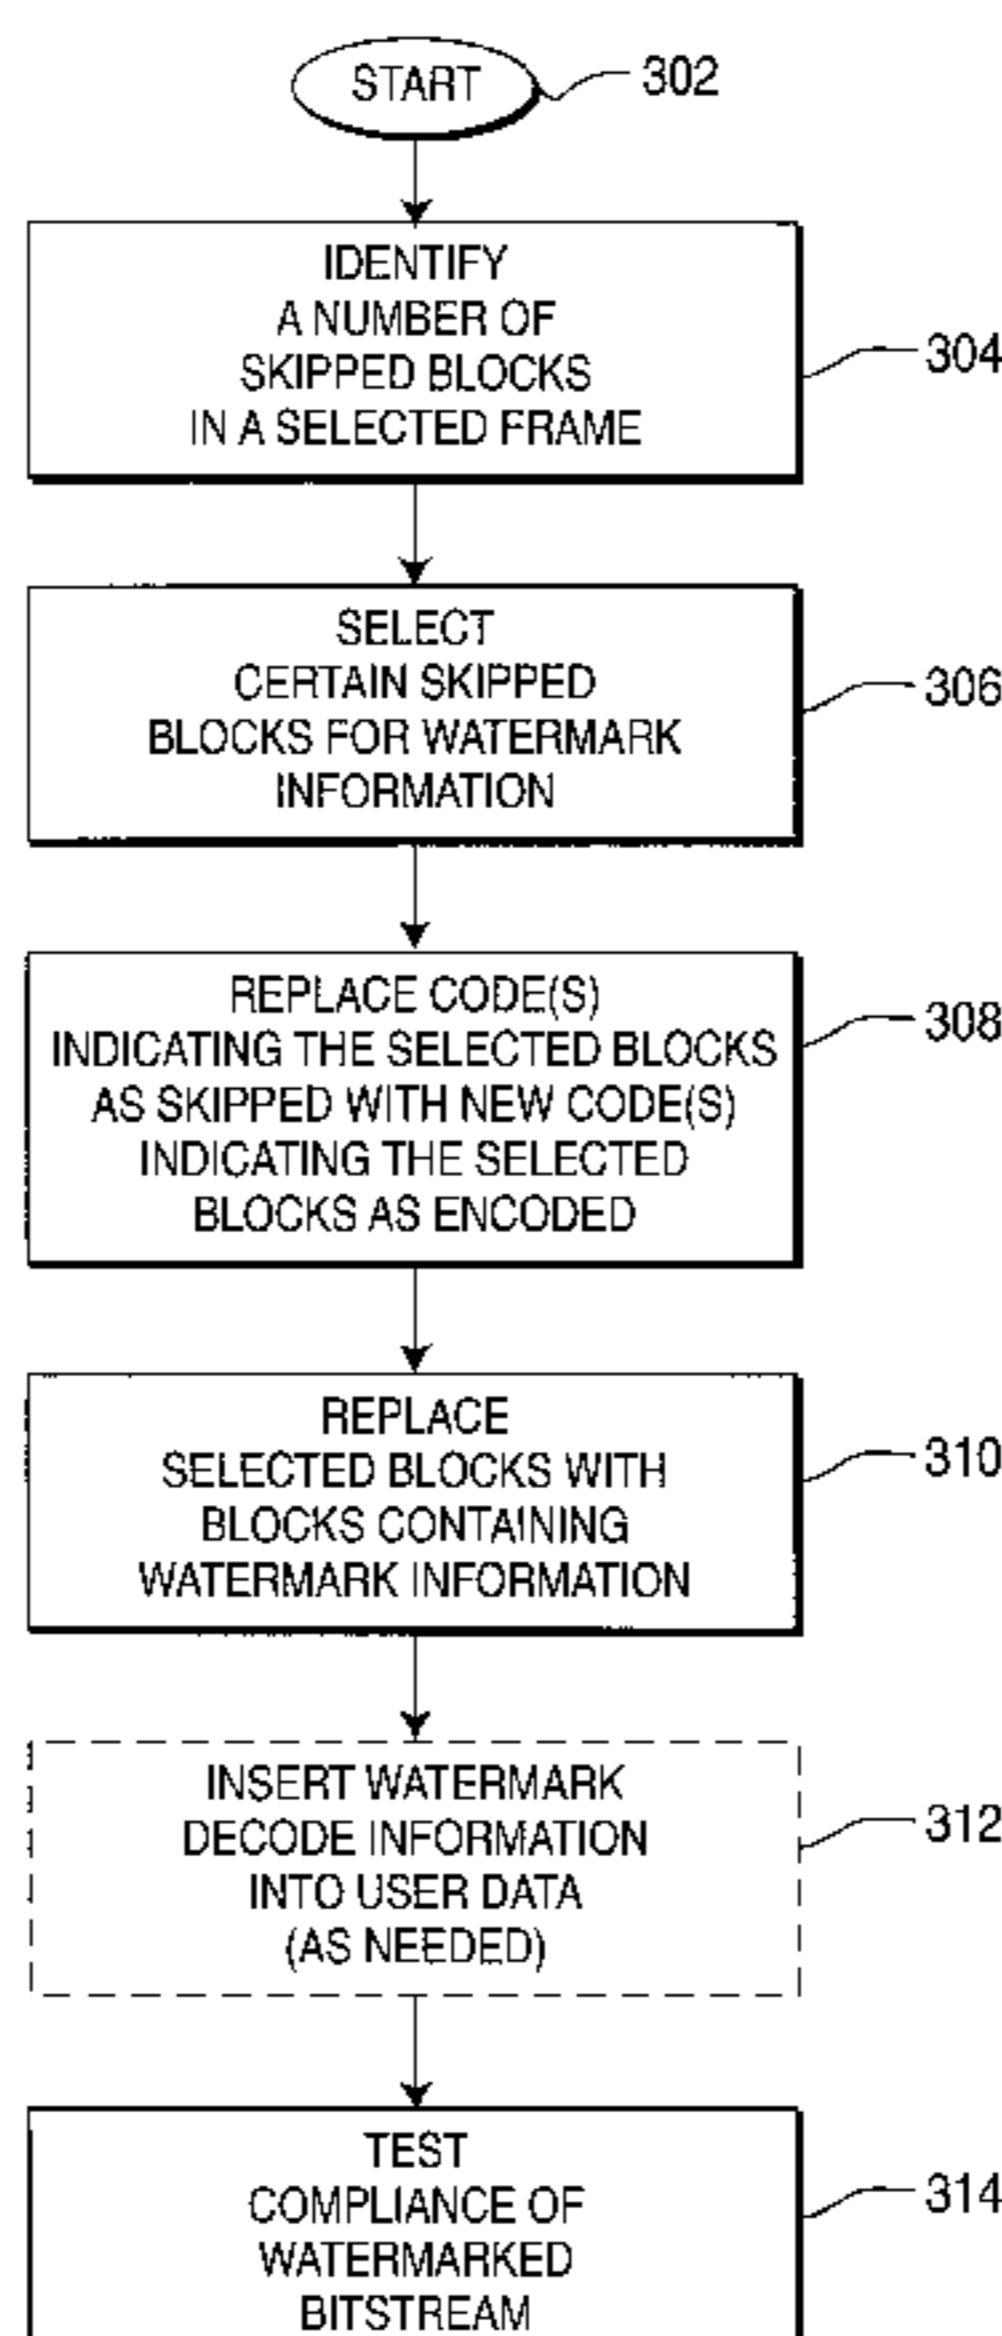 START
302
IDENTIFY
A NUMBER OF
SKIPPED BLOCKS
IN A SELECTED FRAME
304
SELECT
CERTAIN SKIPPED
BLOCKS FOR WATERMARK
INFORMATION
306
REPLACE CODE(S)
INDICATING THE SELECTED BLOCKS
AS SKIPPED WITH NEW CODE(S)
INDICATING THE SELECTED
BLOCKS AS ENCODED
308
REPLACE
SELECTED BLOCKS WITH
BLOCKS CONTAINING
WATERMARK INFORMATION
310
INSERT WATERMARK
DECODE INFORMATION
INTO USER DATA
(AS NEEDED)
312
TEST
COMPLIANCE OF
WATERMARKED
BITSTREAM
314